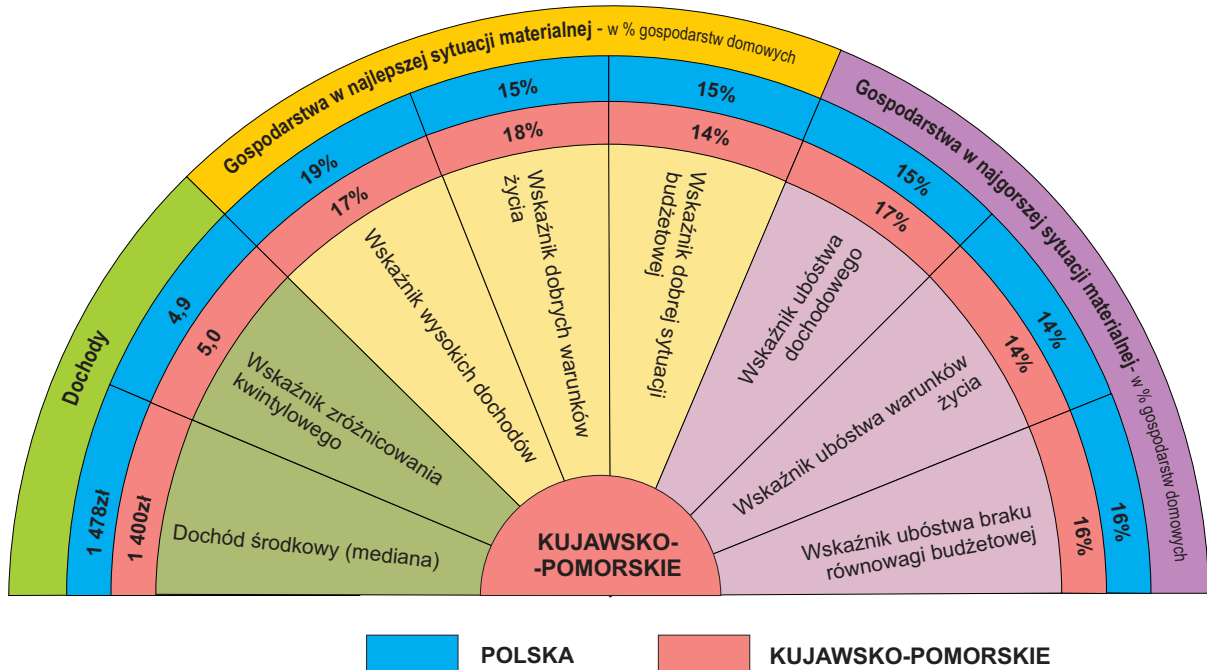 Dochody
Gospodarstwa w najlepszej sytuacji materialnej - w % gospodarstw domowych
Gospodarstwa w najgorszej sytuacji materialnej- w % gospodarstw domowych
1 478zł
4,9
19%
15%
15%
15%
14%
16%
1 400zł
5,0
17%
18%
14%
17%
14%
16%
Dochód środkowy (mediana)
Wskaźnik zróżnicowania
kwintylowego
Wskaźnik wysokich dochodów
Wskaźnik dobrych warunków
życia
Wskaźnik dobrej sytuacji
budżetowej
Wskaźnik ubóstwa
dochodowego
Wskaźnik ubóstwa warunków
życia
Wskaźnik ubóstwa braku
równowagi budżetowej
KUJAWSKO-
-POMORSKIE
POLSKA
KUJAWSKO-POMORSKIE